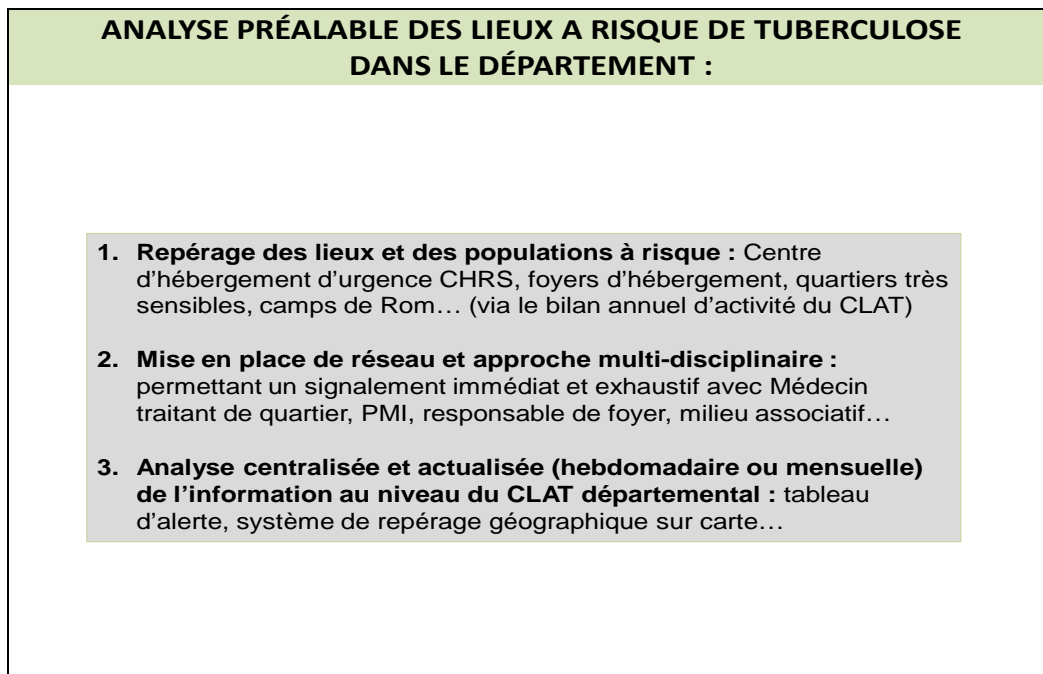 ANALYSE PRÉALABLE DES LIEUX A RISQUE DE TUBERCULOSE
DANS LE DÉPARTEMENT :
1. Repérage des lieux et des populations à risque : Centre
d’hébergement d’urgence CHRS, foyers d’hébergement, quartiers très
sensibles, camps de Rom… (via le bilan annuel d’activité du CLAT)
2. Mise en place de réseau et approche multi-disciplinaire :
permettant un signalement immédiat et exhaustif avec Médecin
traitant de quartier, PMI, responsable de foyer, milieu associatif…
3. Analyse centralisée et actualisée (hebdomadaire ou mensuelle)
de l’information au niveau du CLAT départemental : tableau
d’alerte, système de repérage géographique sur carte…